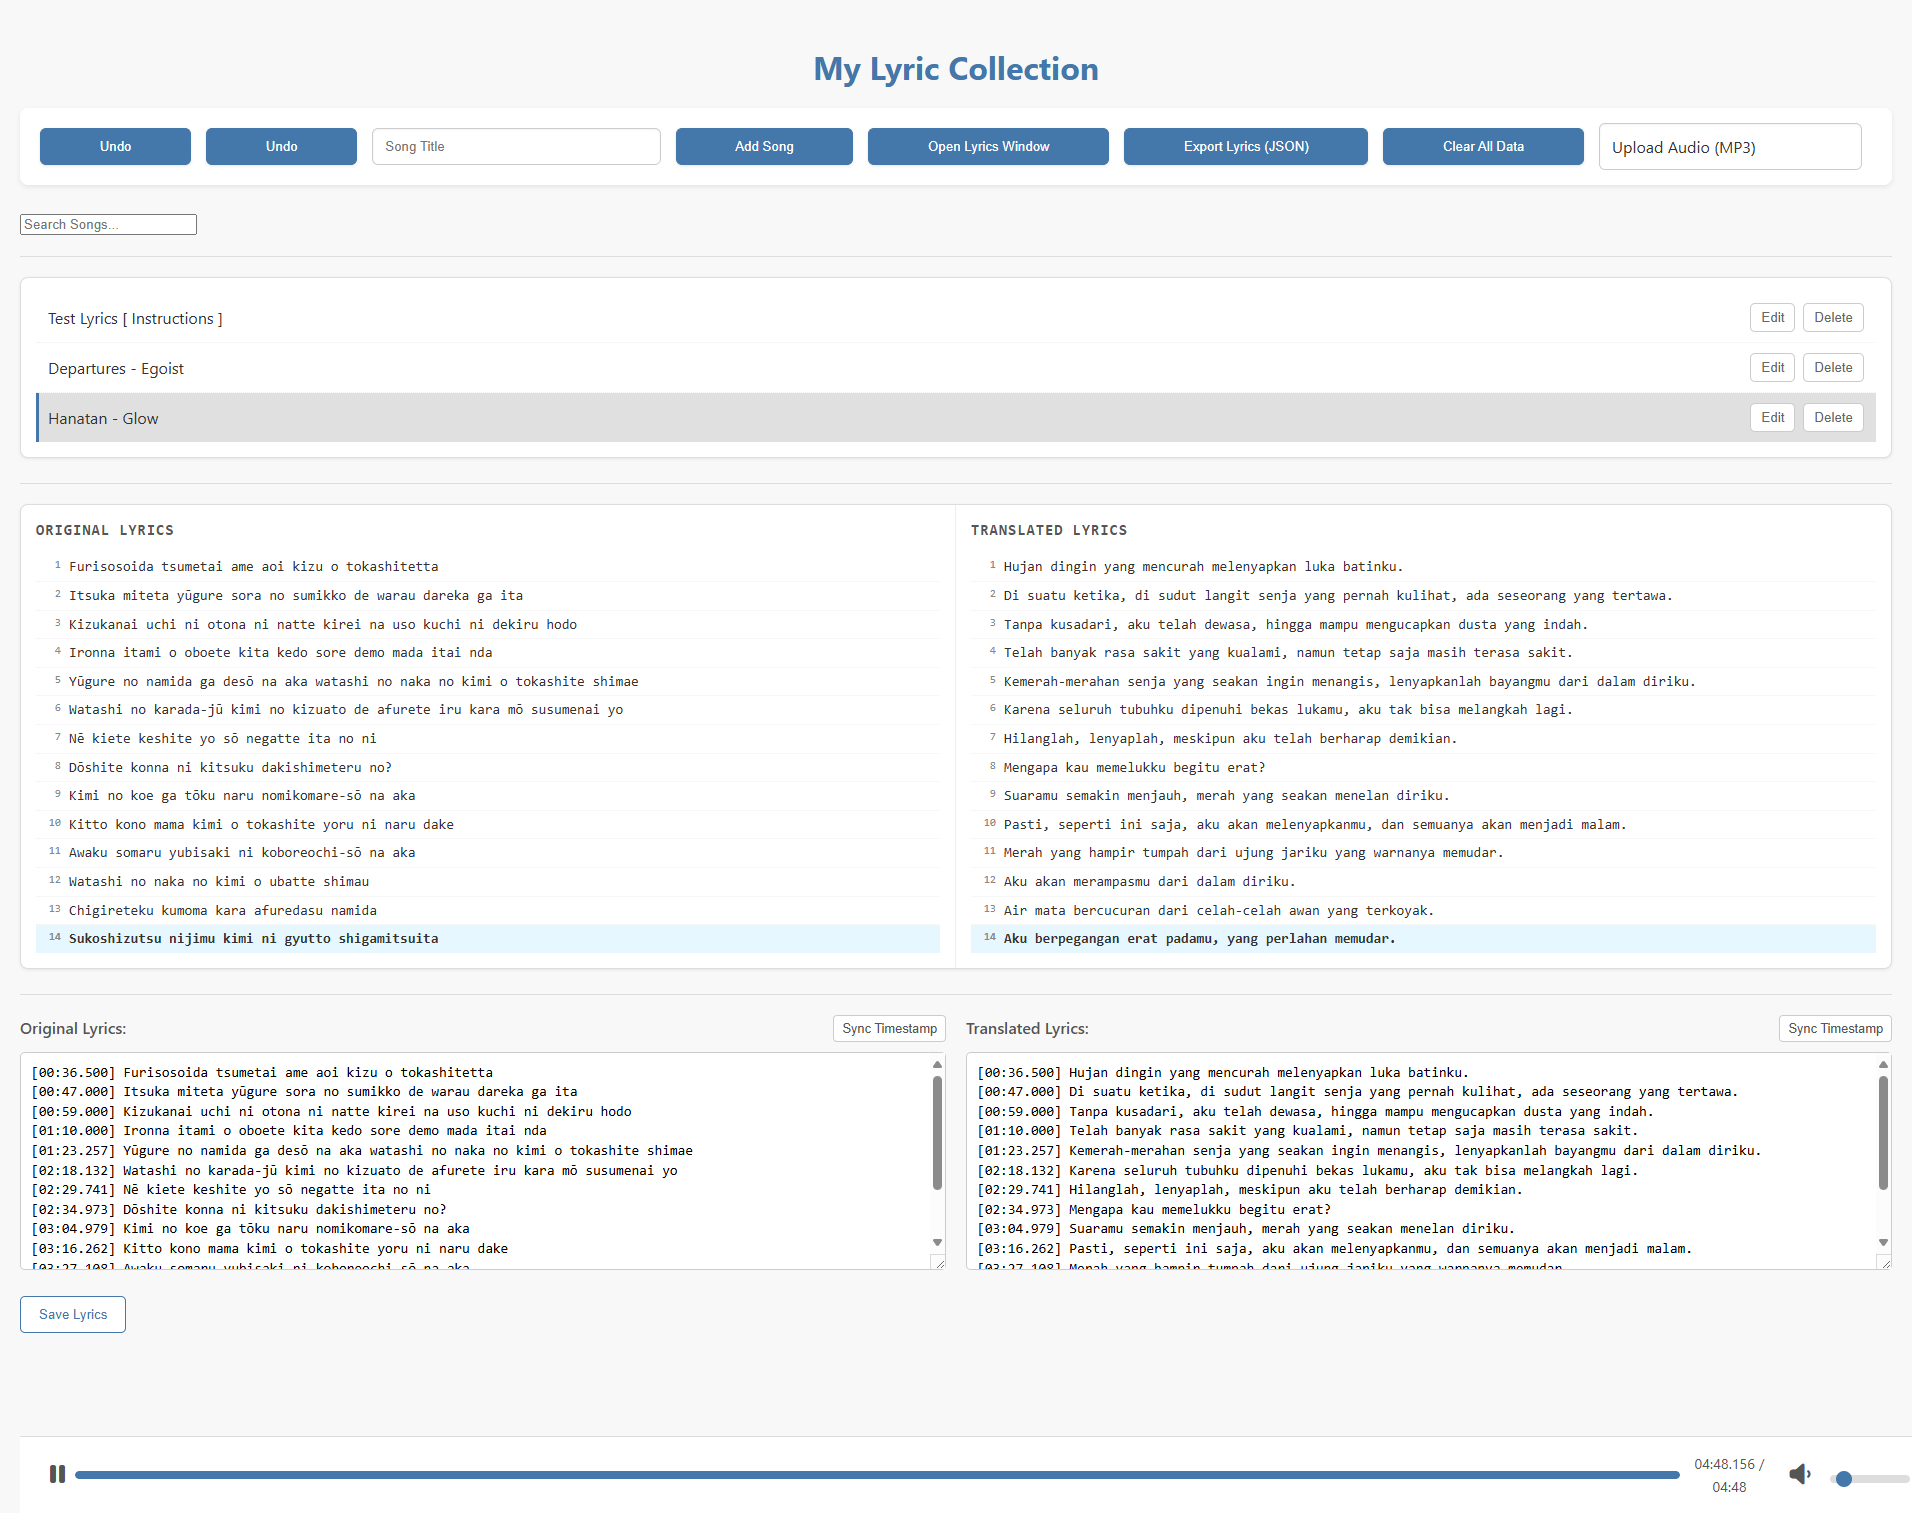 My Lyric Collection
Undo
Undo
Song Title
Add Song
Open Lyrics Window
Export Lyrics (JSON)
Clear All Data
Upload Audio (MP3)
Search Songs...
Test Lyrics [ Instructions ]
Edit
Delete
Departures - Egoist
Edit
Delete
Hanatan - Glow
Edit
Delete
ORIGINAL LYRICS
1 Furisosoida tsumetai ame aoi kizu o tokashitetta
2 Itsuka miteta yūgure sora no sumikko de warau dareka ga ita
3 Kizukanai uchi ni otona ni natte kirei na uso kuchi ni dekiru hodo
4 Ironna itami o oboete kita kedo sore demo mada itai nda
5 Yūgure no namida ga desō na aka watashi no naka no kimi o tokashite shimae
6 Watashi no karada-jū kimi no kizuato de afurete iru kara mō susumenai yo
7 Nē kiete keshite yo sō negatte ita no ni
8 Dōshite konna ni kitsuku dakishimeteru no?
9 Kimi no koe ga tōku naru nomikomare-sō na aka
10 Kitto kono mama kimi o tokashite yoru ni naru dake
11 Awaku somaru yubisaki ni koboreochi-sō na aka
12 Watashi no naka no kimi o ubatte shimau
13 Chigireteku kumoma kara afuredasu namida
14 Sukoshizutsu nijimu kimi ni gyutto shigamitsuita
TRANSLATED LYRICS
1 Hujan dingin yang mencurah melenyapkan luka batinku.
2 Di suatu ketika, di sudut langit senja yang pernah kulihat, ada seseorang yang tertawa.
3 Tanpa kusadari, aku telah dewasa, hingga mampu mengucapkan dusta yang indah.
4 Telah banyak rasa sakit yang kualami, namun tetap saja masih terasa sakit.
5 Kemerah-merahan senja yang seakan ingin menangis, lenyapkanlah bayangmu dari dalam diriku.
6 Karena seluruh tubuhku dipenuhi bekas lukamu, aku tak bisa melangkah lagi.
7 Hilanglah, lenyaplah, meskipun aku telah berharap demikian.
8 Mengapa kau memelukku begitu erat?
9 Suaramu semakin menjauh, merah yang seakan menelan diriku.
10 Pasti, seperti ini saja, aku akan melenyapkanmu, dan semuanya akan menjadi malam.
11 Merah yang hampir tumpah dari ujung jariku yang warnanya memudar.
12 Aku akan merampasmu dari dalam diriku.
13 Air mata bercucuran dari celah-celah awan yang terkoyak.
14 Aku berpegangan erat padamu, yang perlahan memudar.
Original Lyrics:
Sync Timestamp
[00:36.500] Furisosoida tsumetai ame aoi kizu o tokashitetta
[00:47.000] Itsuka miteta yūgure sora no sumikko de warau dareka ga ita
[00:59.000] Kizukanai uchi ni otona ni natte kirei na uso kuchi ni dekiru hodo
[01:10.000] Ironna itami o oboete kita kedo sore demo mada itai nda
[01:23.257] Yūgure no namida ga desō na aka watashi no naka no kimi o tokashite shimae
[02:18.132] Watashi no karada-jū kimi no kizuato de afurete iru kara mō susumenai yo
[02:29.741] Nē kiete keshite yo sō negatte ita no ni
[02:34.973] Dōshite konna ni kitsuku dakishimeteru no?
[03:04.979] Kimi no koe ga tōku naru nomikomare-sō na aka
[03:16.262] Kitto kono mama kimi o tokashite yoru ni naru dake
[03:27.108] Awaku somaru yubisaki ni koboreochi-sō na aka
Translated Lyrics:
Sync Timestamp
[00:36.500] Hujan dingin yang mencurah melenyapkan luka batinku.
[00:47.000] Di suatu ketika, di sudut langit senja yang pernah kulihat, ada seseorang yang tertawa.
[00:59.000] Tanpa kusadari, aku telah dewasa, hingga mampu mengucapkan dusta yang indah.
[01:10.000] Telah banyak rasa sakit yang kualami, namun tetap saja masih terasa sakit.
[01:23.257] Kemerah-merahan senja yang seakan ingin menangis, lenyapkanlah bayangmu dari dalam diriku.
[02:18.132] Karena seluruh tubuhku dipenuhi bekas lukamu, aku tak bisa melangkah lagi.
[02:29.741] Hilanglah, lenyaplah, meskipun aku telah berharap demikian.
[02:34.973] Mengapa kau memelukku begitu erat?
[03:04.979] Suaramu semakin menjauh, merah yang seakan menelan diriku.
[03:16.262] Pasti, seperti ini saja, aku akan melenyapkanmu, dan semuanya akan menjadi malam.
[03:27.108] Merah yang hampir tumpah dari ujung jariku yang warnanya memudar.
Save Lyrics
04:48.156 /
04:48